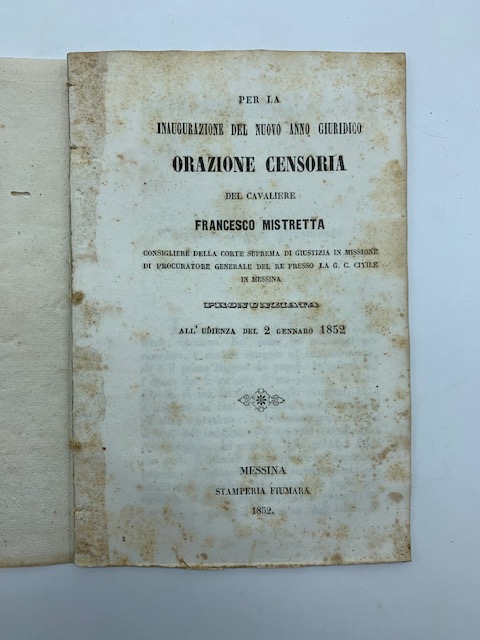 PER LA
INAUGURAZIONE DEL NUOVO ANNO GIURIDICO
ORAZIONE CENSORIA
DEL CAVALIERE
FRANCESCO MISTRETTA
CONSIGLIERE DELLA CORTE SUPREMA DI GIUSTIZIA IN MISSIONE
DI PROCURATORE GENERALE DEL RE PRESSO LA G. C. CIVILE
IN MESSINA
PRONUNZIATA
ALL' UDIENZA DEL 2 GENNARO 1852
MESSINA
STAMPERIA FIUMARA
1852.